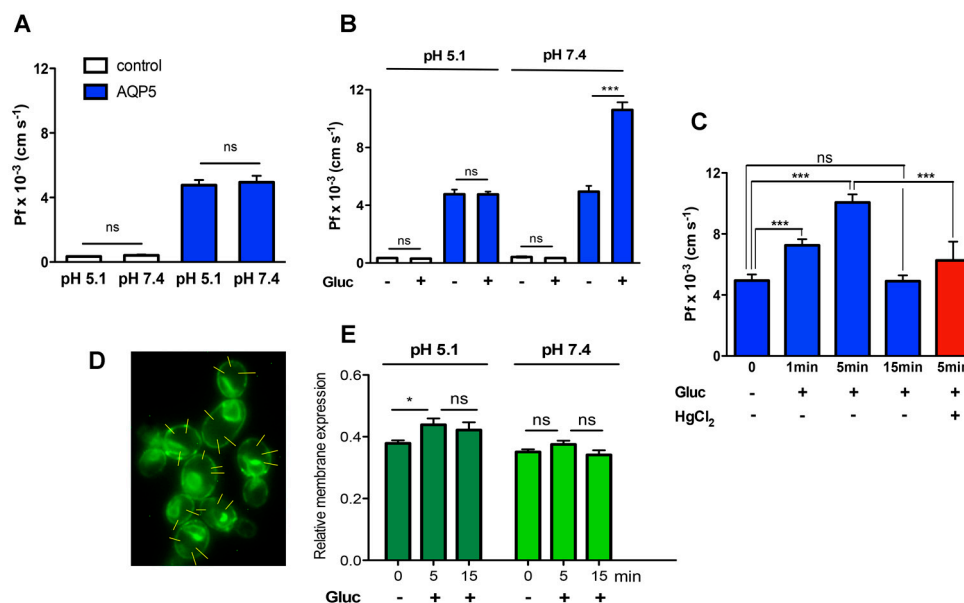 A
control
AQP5
Pf x 10⁻³ (cm s⁻¹)
12
8
4
0
ns
ns
pH 5.1 pH 7.4 pH 5.1 pH 7.4
B
pH 5.1 pH 7.4
Pf x 10⁻³ (cm s⁻¹)
12
8
4
0
ns
ns
ns
***
Gluc - + - + - + - +
C
Pf x 10⁻³ (cm s⁻¹)
12
8
4
0
ns
***
***
***
0 1min 5min 15min 5min
Gluc - + + + +
HgCl₂ - - - - +
D
E
pH 5.1 pH 7.4
Relative membrane expression
0.6
0.4
0.2
0.0
* ns ns ns
0 5 15 0 5 15 min
Gluc - + + - + +